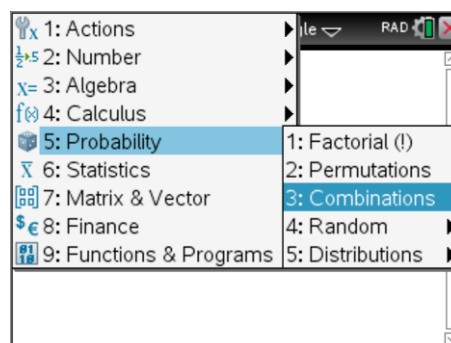 1: Actions
le RAD
2: Number
3: Algebra
4: Calculus
5: Probability
1: Factorial (!)
6: Statistics
2: Permutations
7: Matrix & Vector
3: Combinations
8: Finance
4: Random
9: Functions & Programs
5: Distributions